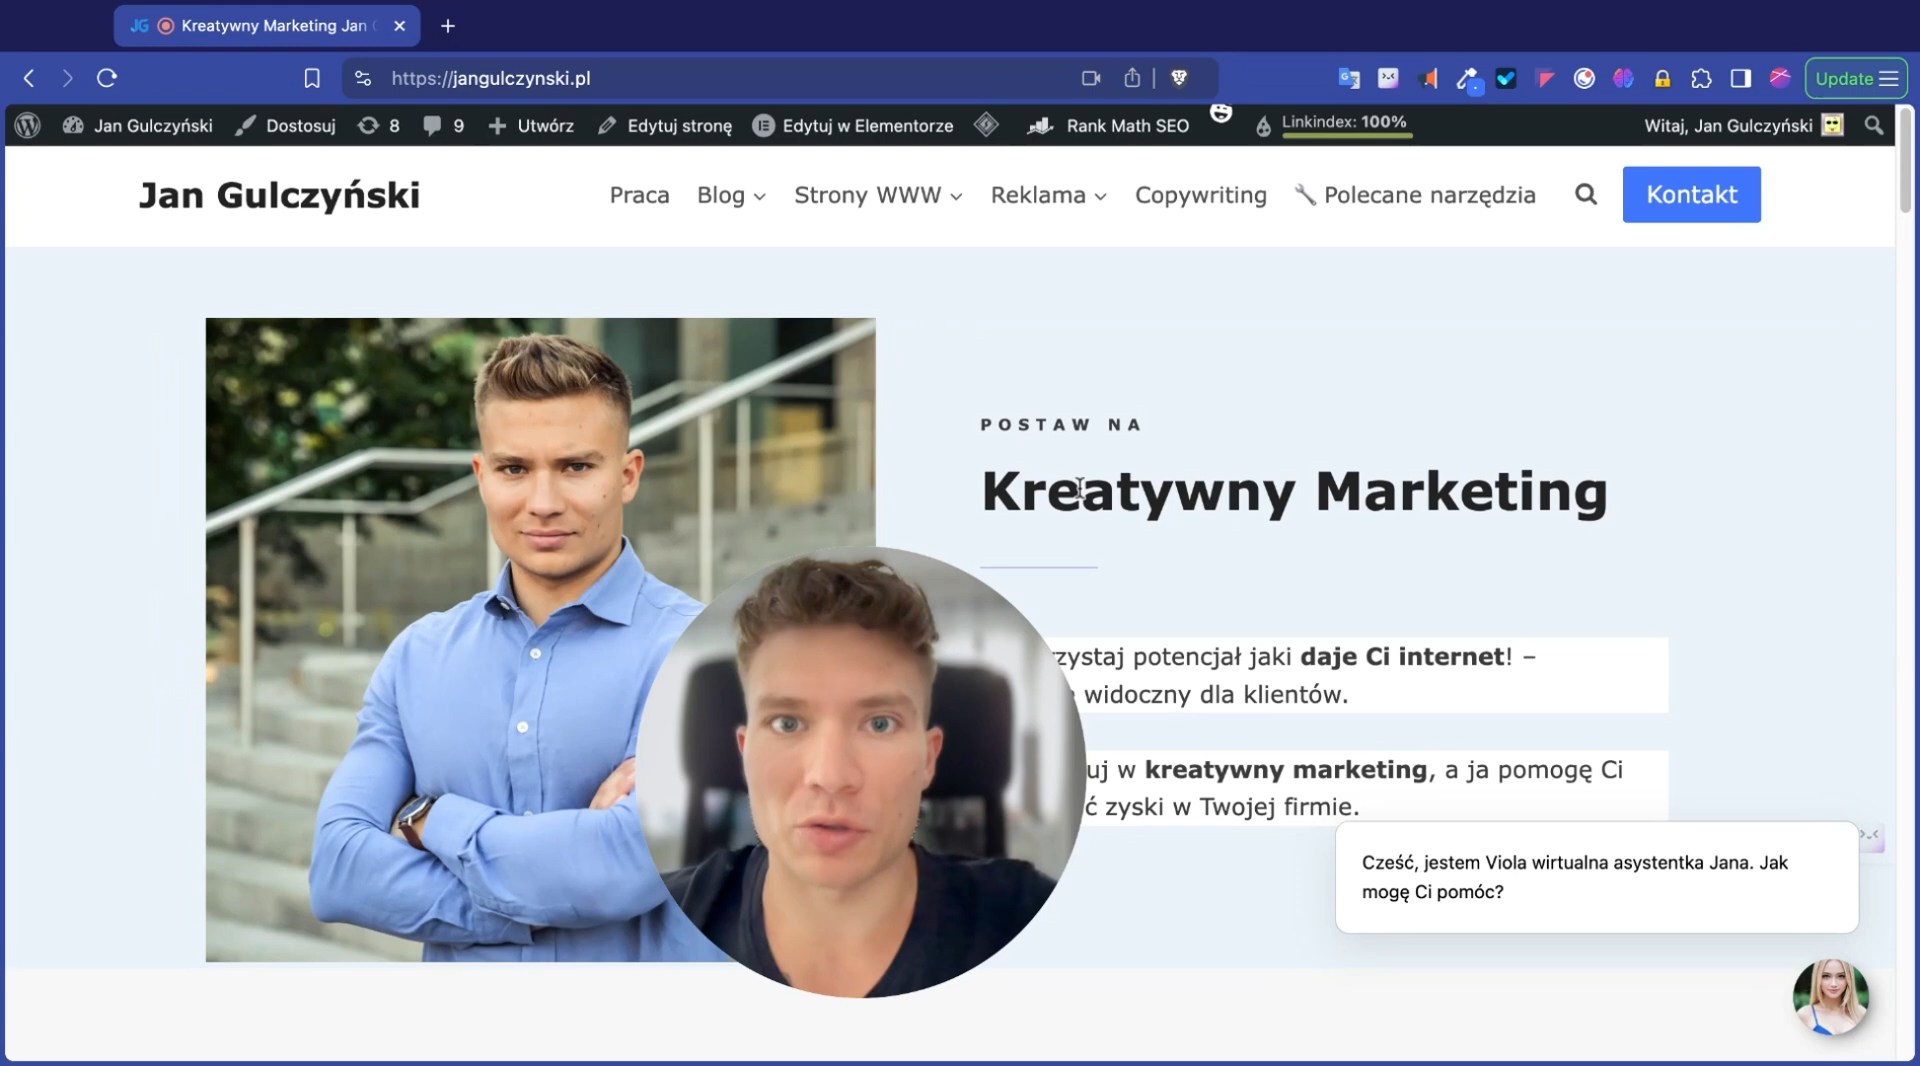 JG Kreatywny Marketing Jan
https://jangulczynski.pl
Update
Jan Gulczyński Dostosuj 8 9 Utwórz Edytuj stronę Edytuj w Elementorze Rank Math SEO Linkindex: 100% Witaj, Jan Gulczyński
Jan Gulczyński
Praca Blog Strony WWW Reklama Copywriting Polecane narzędzia Kontakt
POSTAW NA
Kreatywny Marketing
zystaj potencjał jaki daje Ci internet! –
widoczny dla klientów.
uj w kreatywny marketing, a ja pomogę Ci
ć zyski w Twojej firmie.
Cześć, jestem Viola wirtualna asystentka Jana. Jak
mogę Ci pomóc?